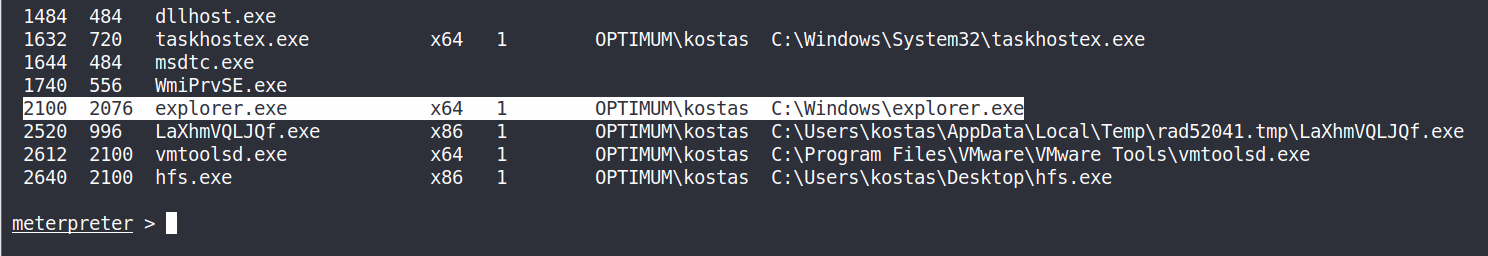 1484 484 dllhost.exe
1632 720 taskhostex.exe x64 1 OPTIMUM\kostas C:\Windows\System32\taskhostex.exe
1644 484 msdtc.exe
1740 556 WmiPrvSE.exe
2100 2076 explorer.exe x64 1 OPTIMUM\kostas C:\Windows\explorer.exe
2520 996 LaXhmVQLJQf.exe x86 1 OPTIMUM\kostas C:\Users\kostas\AppData\Local\Temp\rad52041.tmp\LaXhmVQLJQf.exe
2612 2100 vmtoolsd.exe x64 1 OPTIMUM\kostas C:\Program Files\VMware\VMware Tools\vmtoolsd.exe
2640 2100 hfs.exe x86 1 OPTIMUM\kostas C:\Users\kostas\Desktop\hfs.exe
meterpreter >